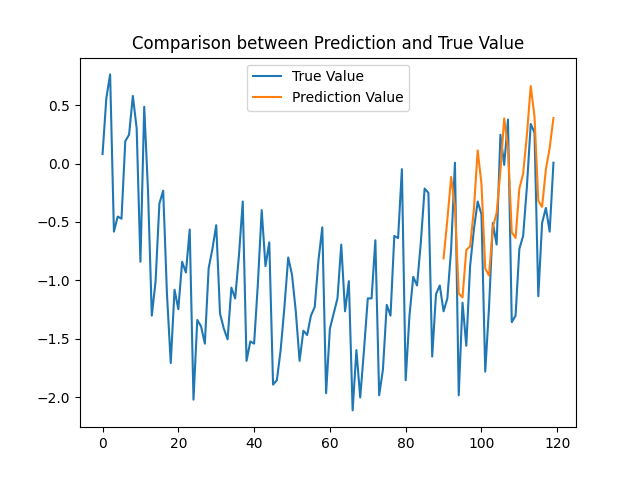 Comparison between Prediction and True Value
True Value
Prediction Value
0.5
0.0
−0.5
−1.0
−1.5
−2.0
0 20 40 60 80 100 120